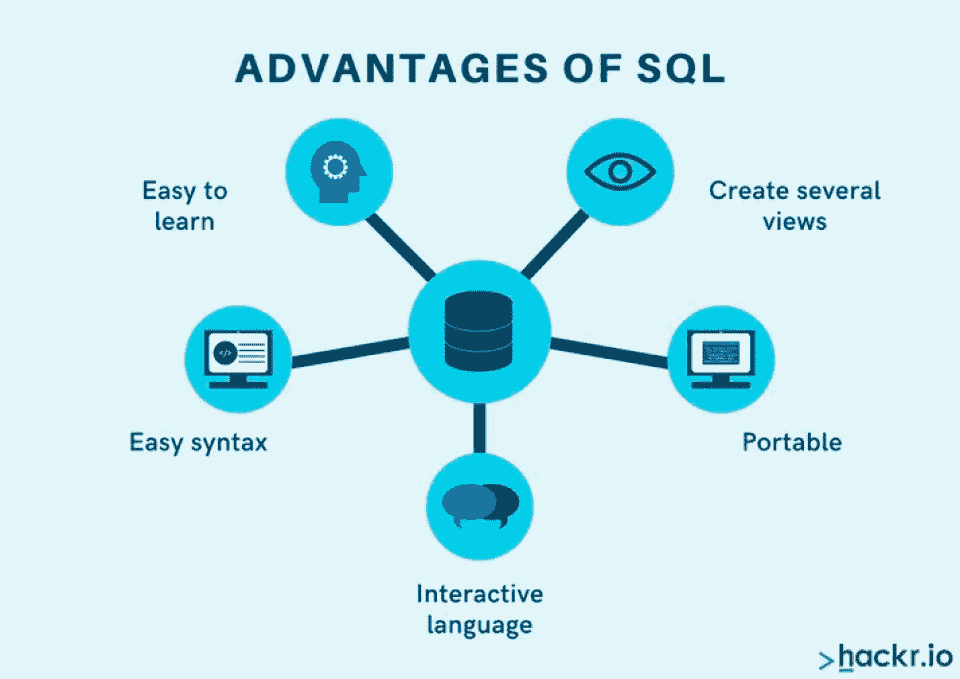 ADVANTAGES OF SQL
Easy to
learn
Create several
views
Easy syntax
Portable
Interactive
language
>hackr.io